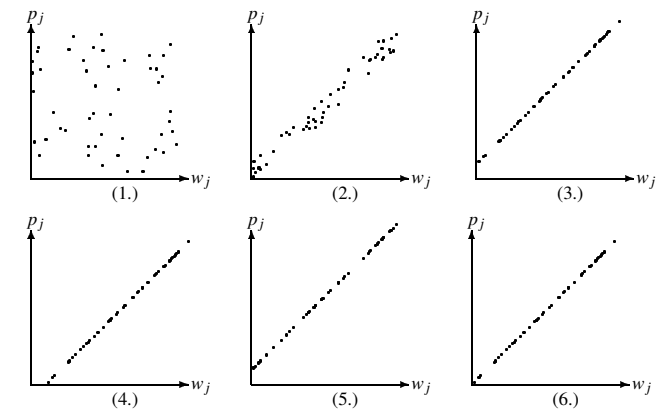 p_j p_j p_j
w_j w_j w_j
(1.) (2.) (3.)
p_j p_j p_j
w_j w_j w_j
(4.) (5.) (6.)